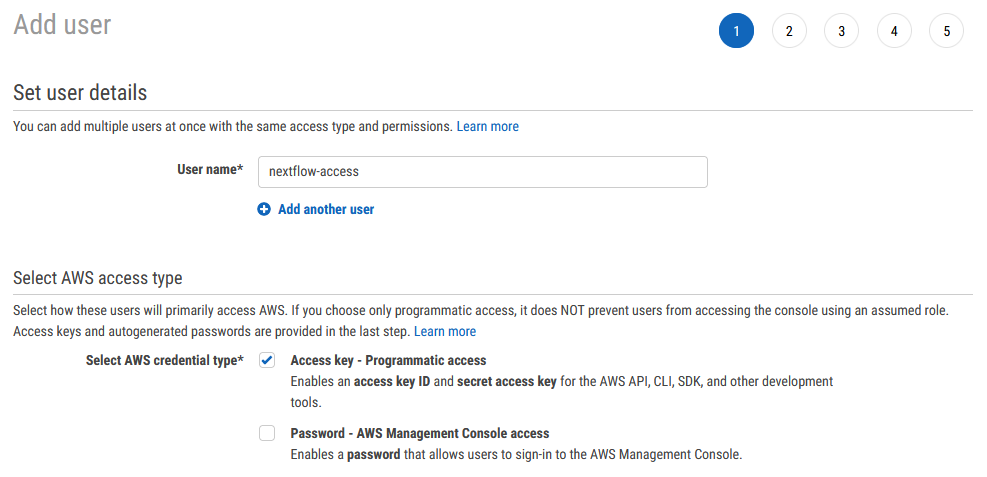 Add user
1 2 3 4 5
Set user details
You can add multiple users at once with the same access type and permissions. Learn more
User name* nextflow-access
Add another user
Select AWS access type
Select how these users will primarily access AWS. If you choose only programmatic access, it does NOT prevent users from accessing the console using an assumed role.
Access keys and autogenerated passwords are provided in the last step. Learn more
Select AWS credential type* Access key - Programmatic access
Enables an access key ID and secret access key for the AWS API, CLI, SDK, and other development
tools.
Password - AWS Management Console access
Enables a password that allows users to sign-in to the AWS Management Console.